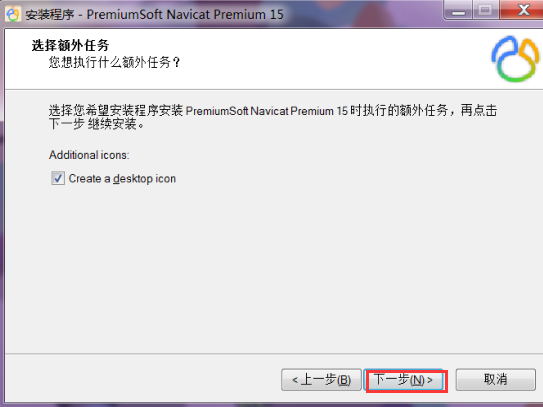 安装程序 - PremiumSoft Navicat Premium 15
选择额外任务
您想执行什么额外任务？
选择您希望安装程序安装 PremiumSoft Navicat Premium 15 时执行的额外任务，再点击
下一步 继续安装。
Additional icons:
Create a desktop icon
< 上一步(B)
下一步(N) >
取消